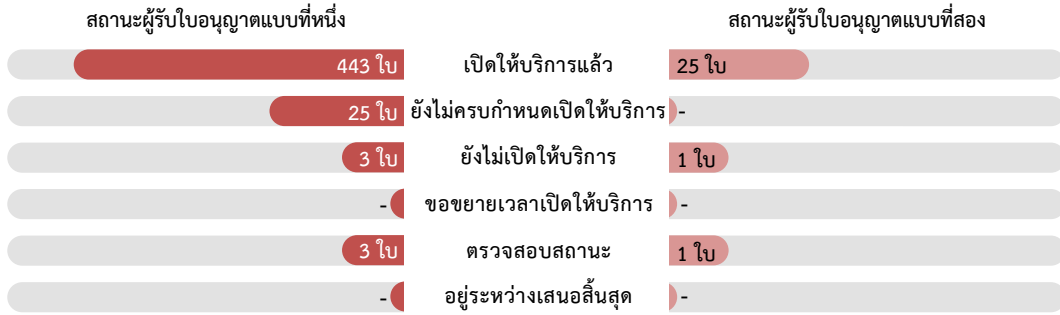 สถานะผู้รับใบอนุญาตแบบที่หนึ่ง สถานะผู้รับใบอนุญาตแบบที่สอง
443 ใบ เปิดให้บริการแล้ว 25 ใบ
25 ใบ ยังไม่ครบกำหนดเปิดให้บริการ -
3 ใบ ยังไม่เปิดให้บริการ 1 ใบ
- ขอขยายเวลาเปิดให้บริการ -
3 ใบ ตรวจสอบสถานะ 1 ใบ
- อยู่ระหว่างเสนอสิ้นสุด -